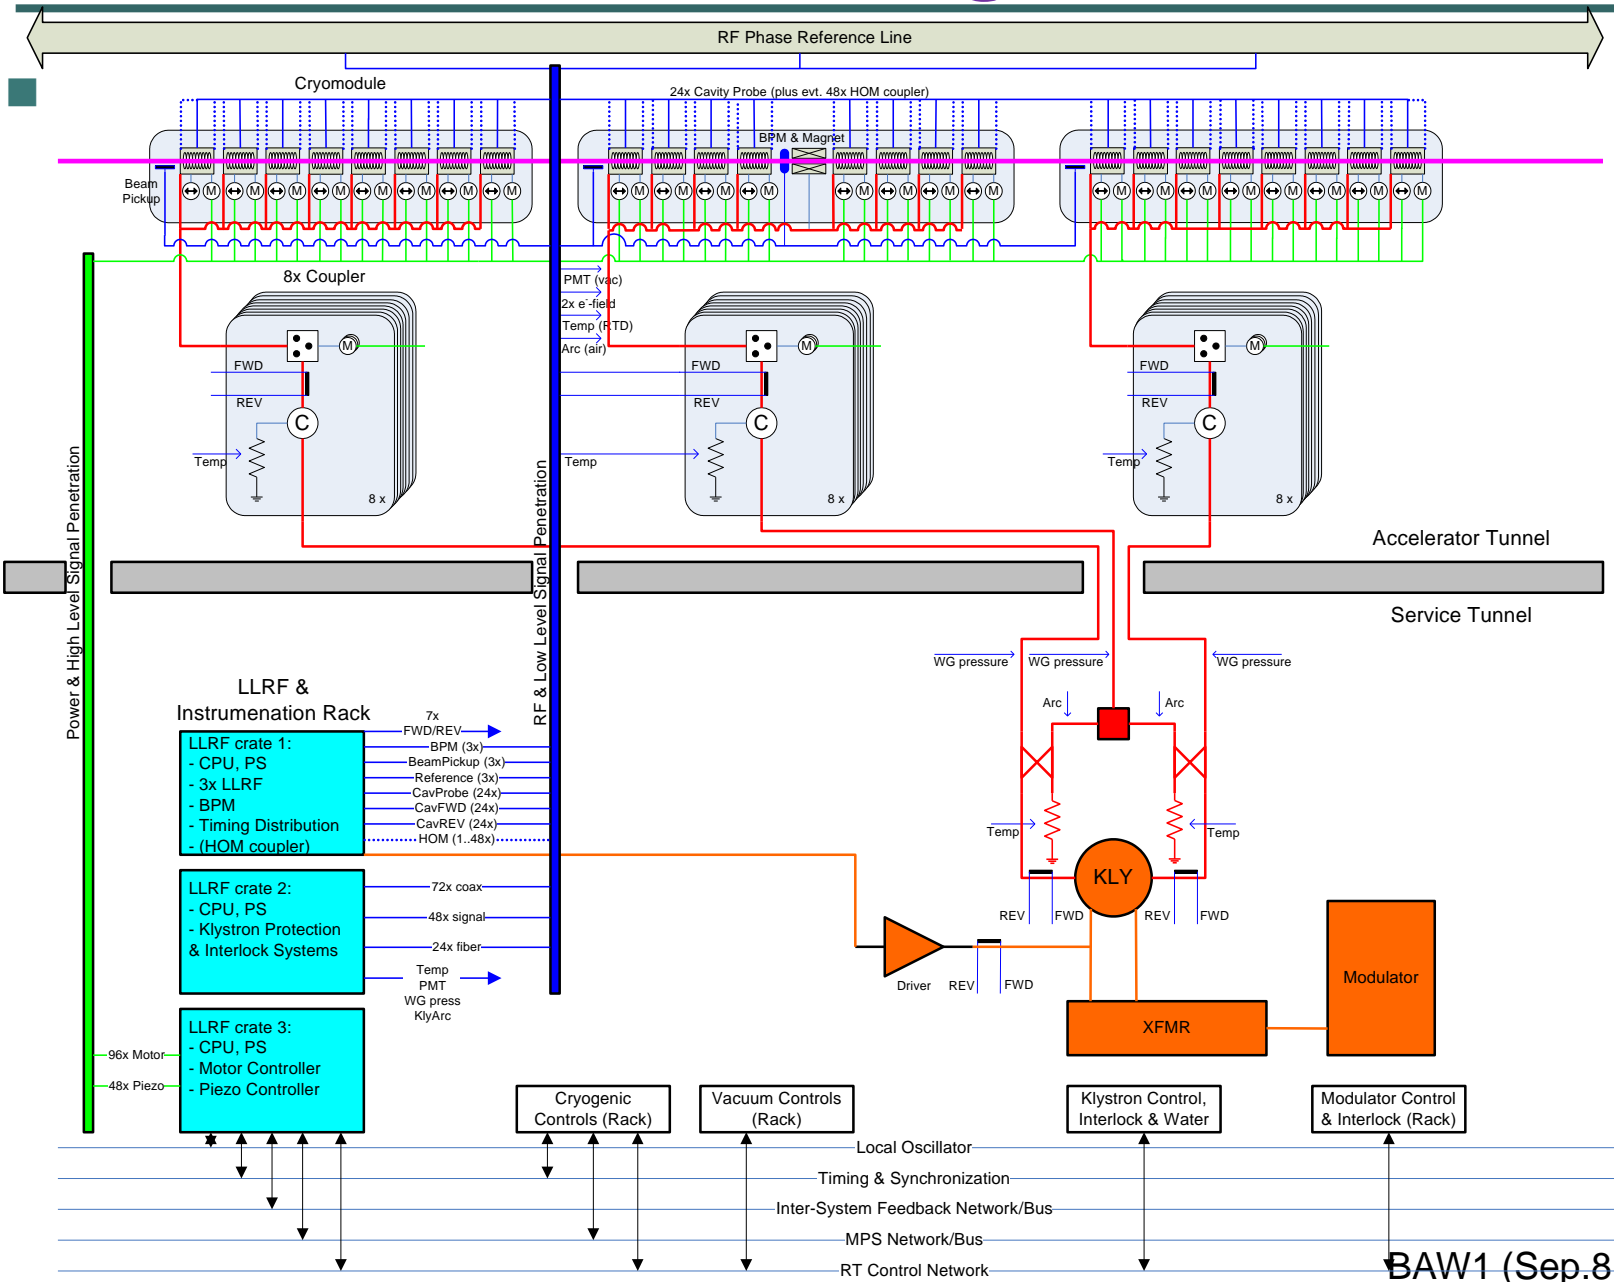 RF Phase Reference Line
Cryomodule
24x Cavity Probe (plus evt. 48x HOM coupler)
BPM & Magnet
Beam
Pickup
M M M M M M M M
M M M M M M M M
M M M M M M M M
8x Coupler
PMT (vac)
2x e⁻-field
Temp (RTD)
Arc (air)
M
FWD
REV
C
Temp
8 x
M
FWD
REV
C
Temp
8 x
M
FWD
REV
C
Temp
8 x
Power & High Level Signal Penetration
RF & Low Level Signal Penetration
Accelerator Tunnel
Service Tunnel
WG pressure
WG pressure
WG pressure
Arc
Arc
Temp
Temp
KLY
REV
FWD
REV
FWD
LLRF &
Instrumenation Rack
LLRF crate 1:
- CPU, PS
- 3x LLRF
- BPM
- Timing Distribution
- (HOM coupler)
7x
FWD/REV
BPM (3x)
BeamPickup (3x)
Reference (3x)
CavProbe (24x)
CavFWD (24x)
CavREV (24x)
HOM (1..48x)
LLRF crate 2:
- CPU, PS
- Klystron Protection
& Interlock Systems
72x coax
48x signal
24x fiber
Temp
PMT
WG press
KlyArc
Driver
REV
FWD
Modulator
XFMR
LLRF crate 3:
- CPU, PS
- Motor Controller
- Piezo Controller
96x Motor
48x Piezo
Cryogenic
Controls (Rack)
Vacuum Controls
(Rack)
Klystron Control,
Interlock & Water
Modulator Control
& Interlock (Rack)
Local Oscillator
Timing & Synchronization
Inter-System Feedback Network/Bus
MPS Network/Bus
RT Control Network
BAW1 (Sep.8